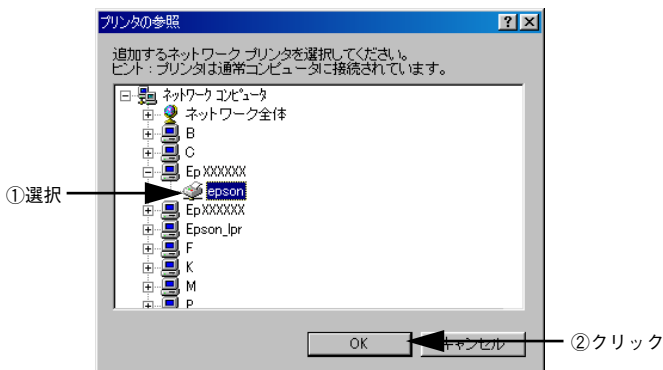 プリンタの参照
追加するネットワーク プリンタを選択してください。
ヒント : プリンタは通常コンピュータに接続されています。
ネットワーク コンピュータ
ネットワーク全体
B
C
Ep XXXXXX
①選択
epson
EpXXXXXX
Epson_lpr
F
K
M
P
OK
キャンセル
②クリック